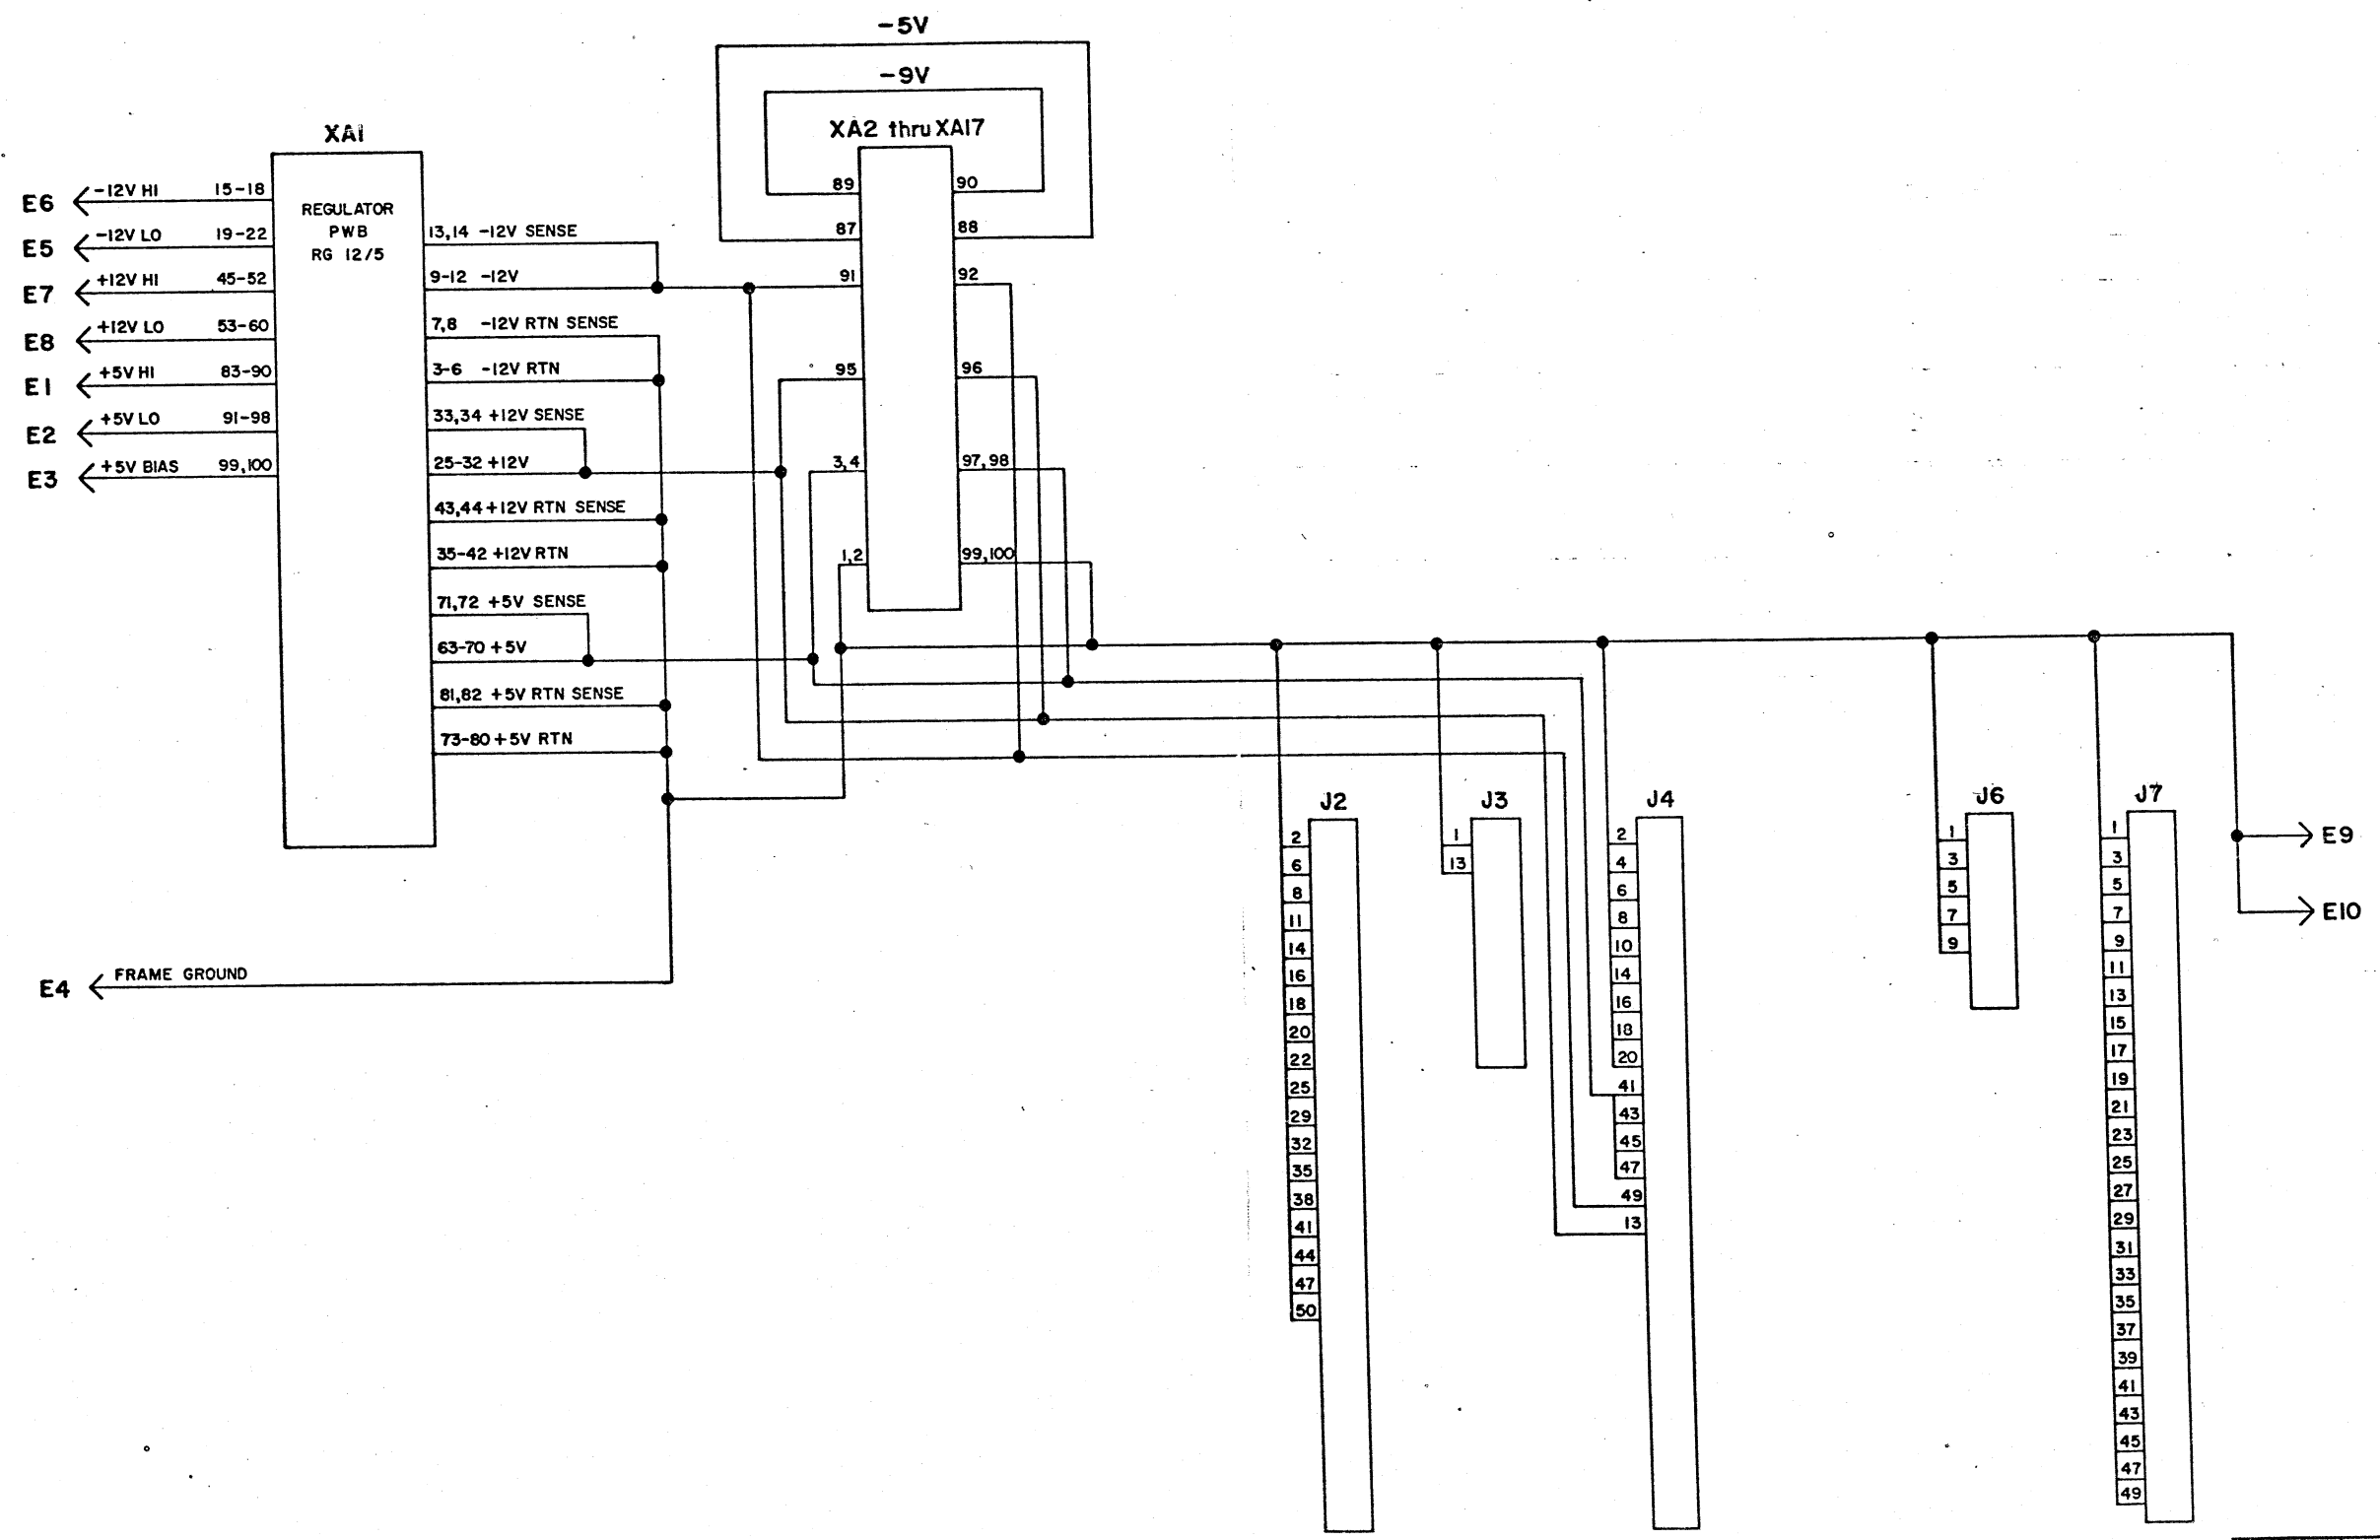 -5V
-9V
XA1
XA2 thru XA17
REGULATOR
PWB
RG 12/5
E6 -12V HI 15-18
E5 -12V LO 19-22
E7 +12V HI 45-52
E8 +12V LO 53-60
E1 +5V HI 83-90
E2 +5V LO 91-98
E3 +5V BIAS 99,100
13,14 -12V SENSE
9-12 -12V
7,8 -12V RTN SENSE
3-6 -12V RTN
33,34 +12V SENSE
25-32 +12V
43,44 +12V RTN SENSE
35-42 +12V RTN
71,72 +5V SENSE
63-70 +5V
81,82 +5V RTN SENSE
73-80 +5V RTN
E4 FRAME GROUND
89 90
87 88
91 92
95 96
3,4 97,98
1,2 99,100
J2
2
6
8
11
14
16
18
20
22
25
29
32
35
38
41
44
47
50
J3
1
13
J4
2
4
6
8
10
14
16
18
20
41
43
45
47
49
13
J6
1
3
5
7
9
J7
1
3
5
7
9
11
13
15
17
19
21
23
25
27
29
31
33
35
37
39
41
43
45
47
49
E9
E10